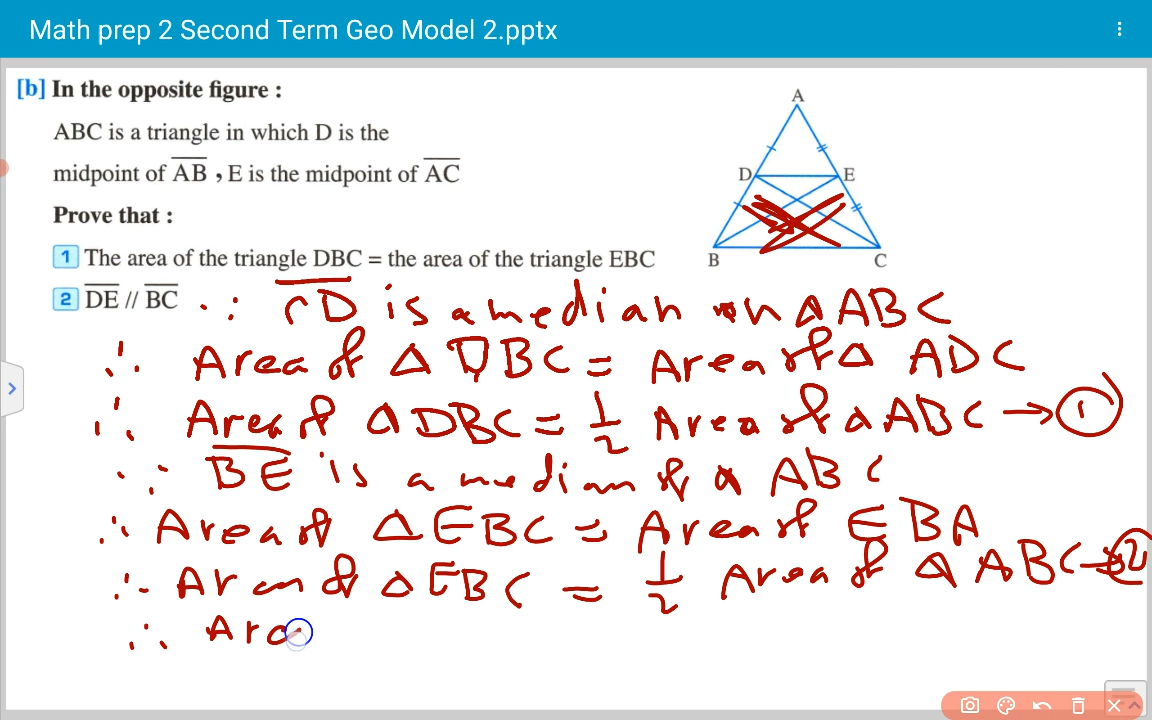 Math prep 2 Second Term Geo Model 2.pptx
[b] In the opposite figure :
ABC is a triangle in which D is the
midpoint of AB , E is the midpoint of AC
Prove that :
1 The area of the triangle DBC = the area of the triangle EBC
2 DE // BC
A
D
E
B
C
∵ CD is a median in Δ ABC
∴ Area of Δ DBC = Area of Δ ADC
∴ Area of Δ DBC = 1/2 Area of Δ ABC → 1
∵ BE is a median of Δ ABC
∴ Area of Δ EBC = Area of EBA
∴ Area of Δ EBC = 1/2 Area of Δ ABC → 2
∴ Are